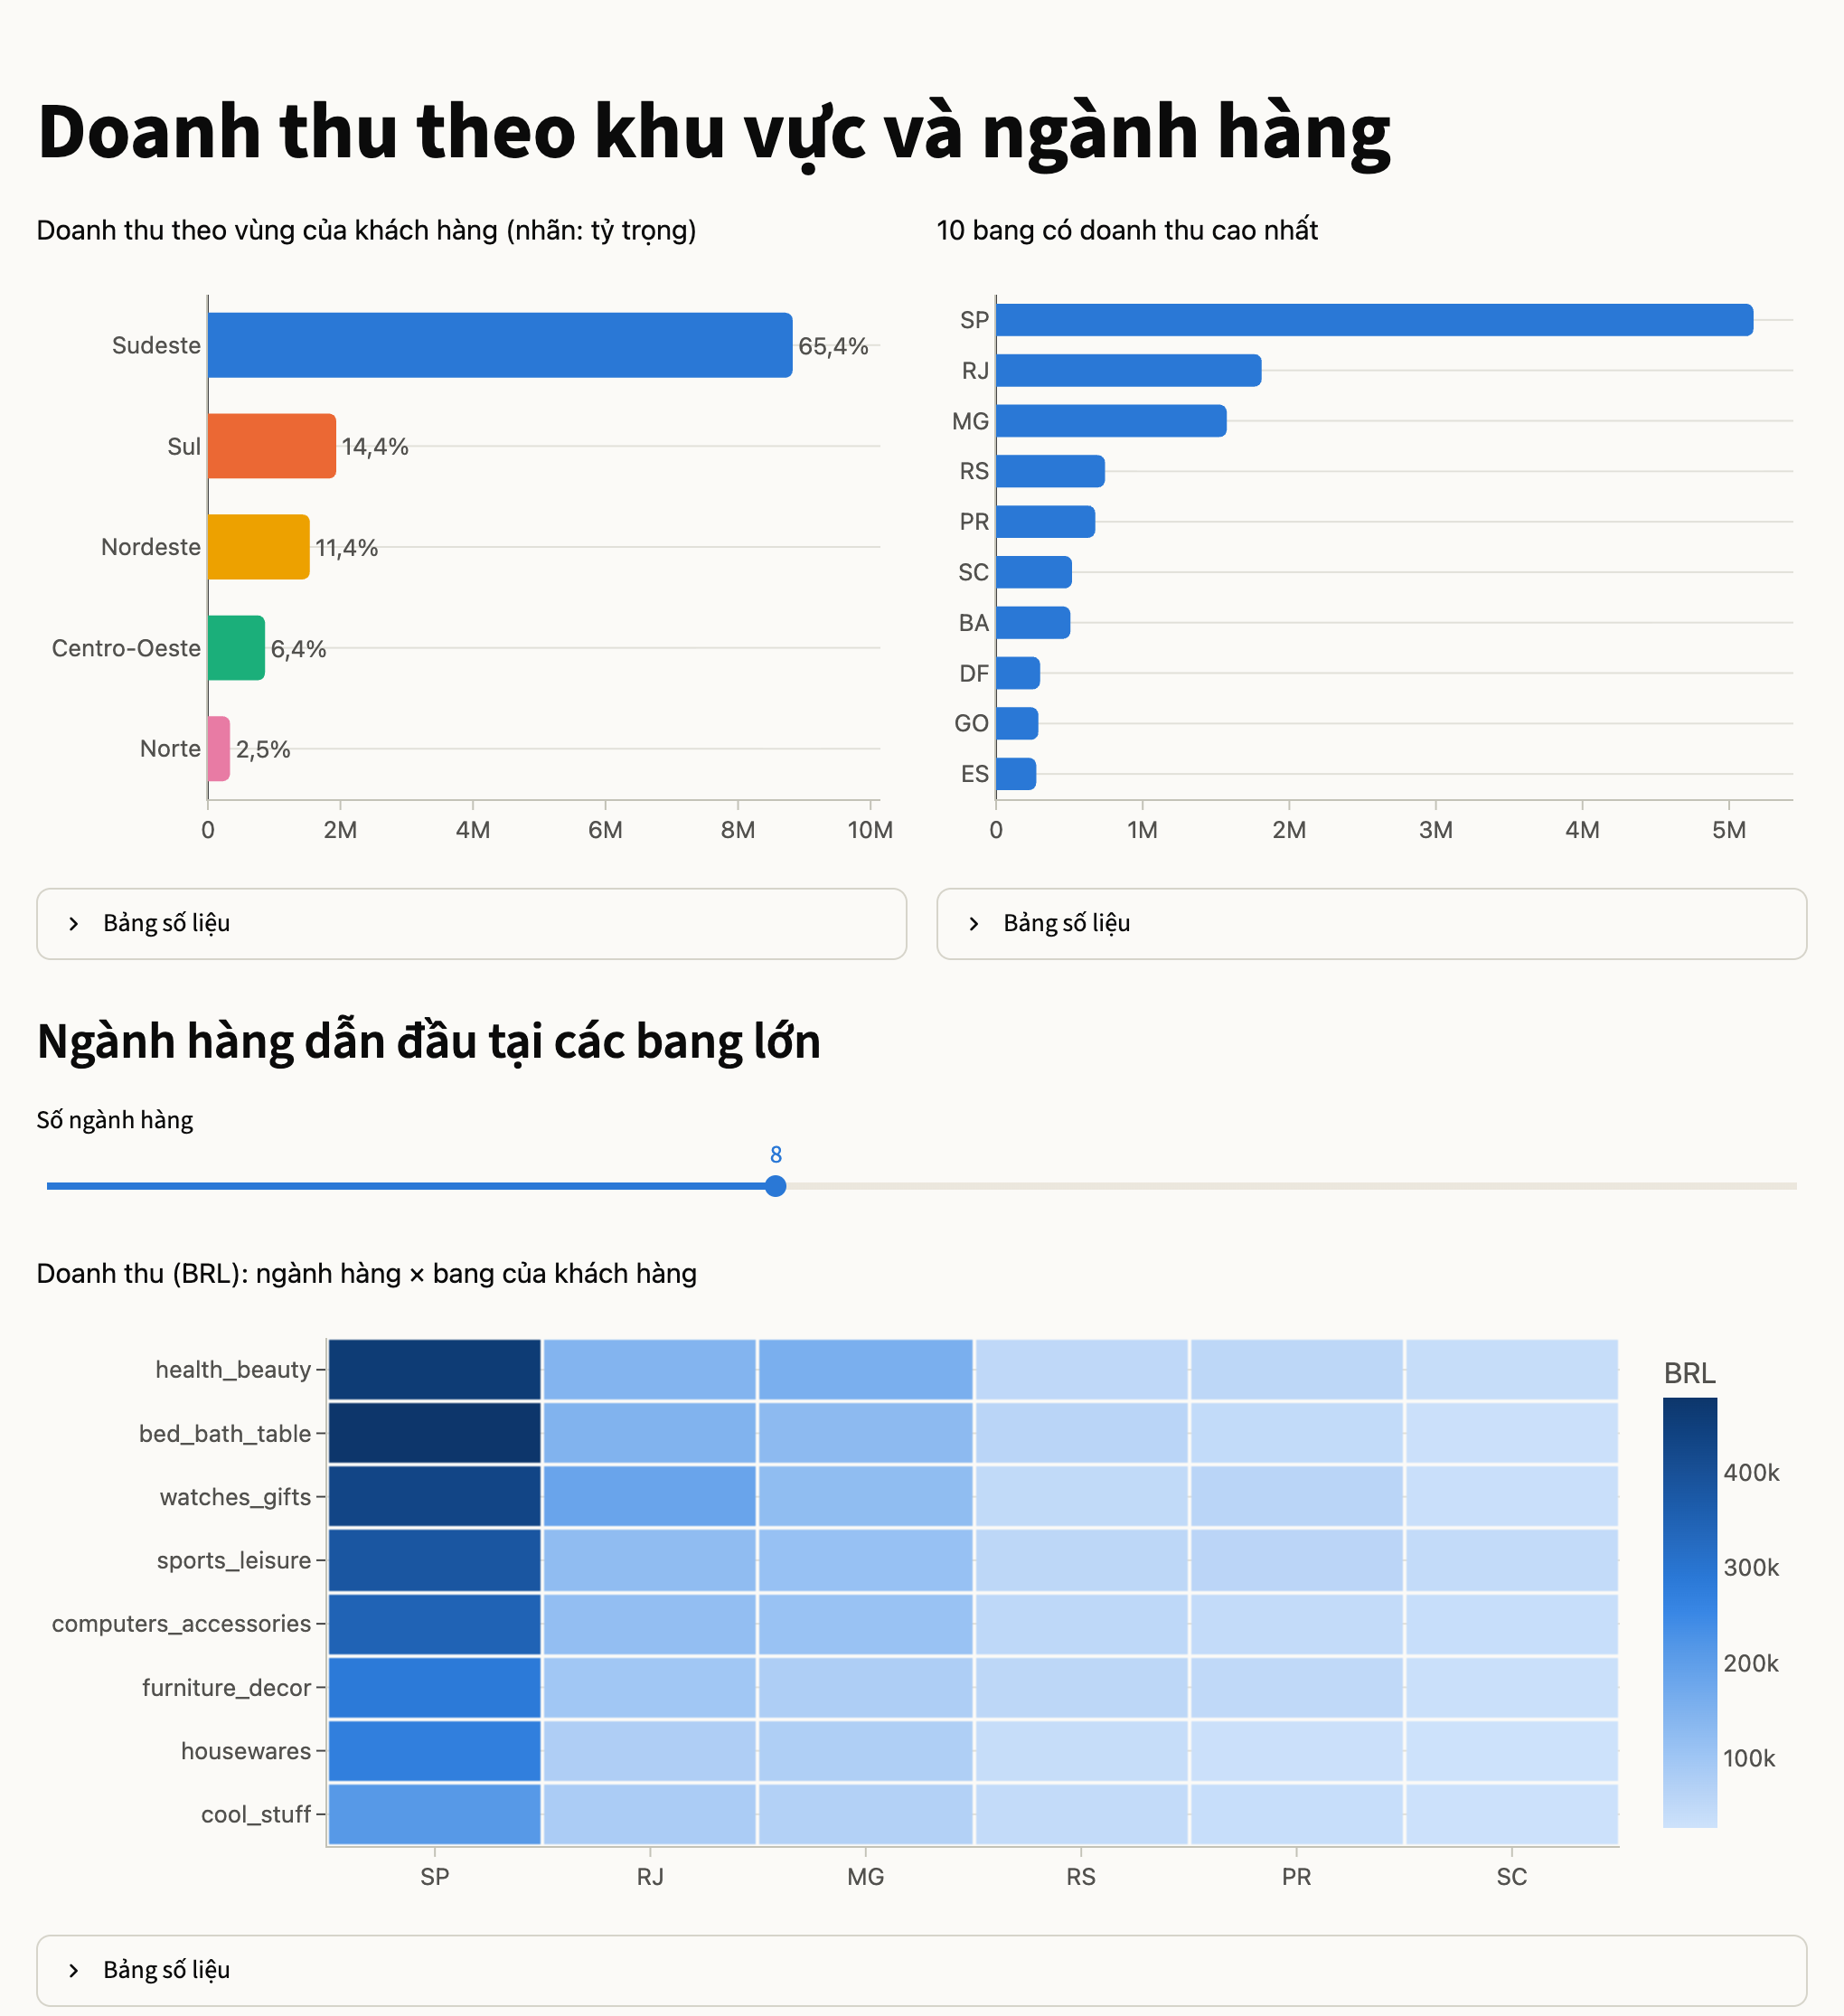 Doanh thu theo khu vực và ngành hàng
Doanh thu theo vùng của khách hàng (nhãn: tỷ trọng)
Sudeste
65,4%
Sul
14,4%
Nordeste
11,4%
Centro-Oeste
6,4%
Norte
2,5%
0 2M 4M 6M 8M 10M
Bảng số liệu
10 bang có doanh thu cao nhất
SP
RJ
MG
RS
PR
SC
BA
DF
GO
ES
0 1M 2M 3M 4M 5M
Bảng số liệu
Ngành hàng dẫn đầu tại các bang lớn
Số ngành hàng
8
Doanh thu (BRL): ngành hàng × bang của khách hàng
health_beauty
bed_bath_table
watches_gifts
sports_leisure
computers_accessories
furniture_decor
housewares
cool_stuff
SP RJ MG RS PR SC
BRL
400k
300k
200k
100k
Bảng số liệu